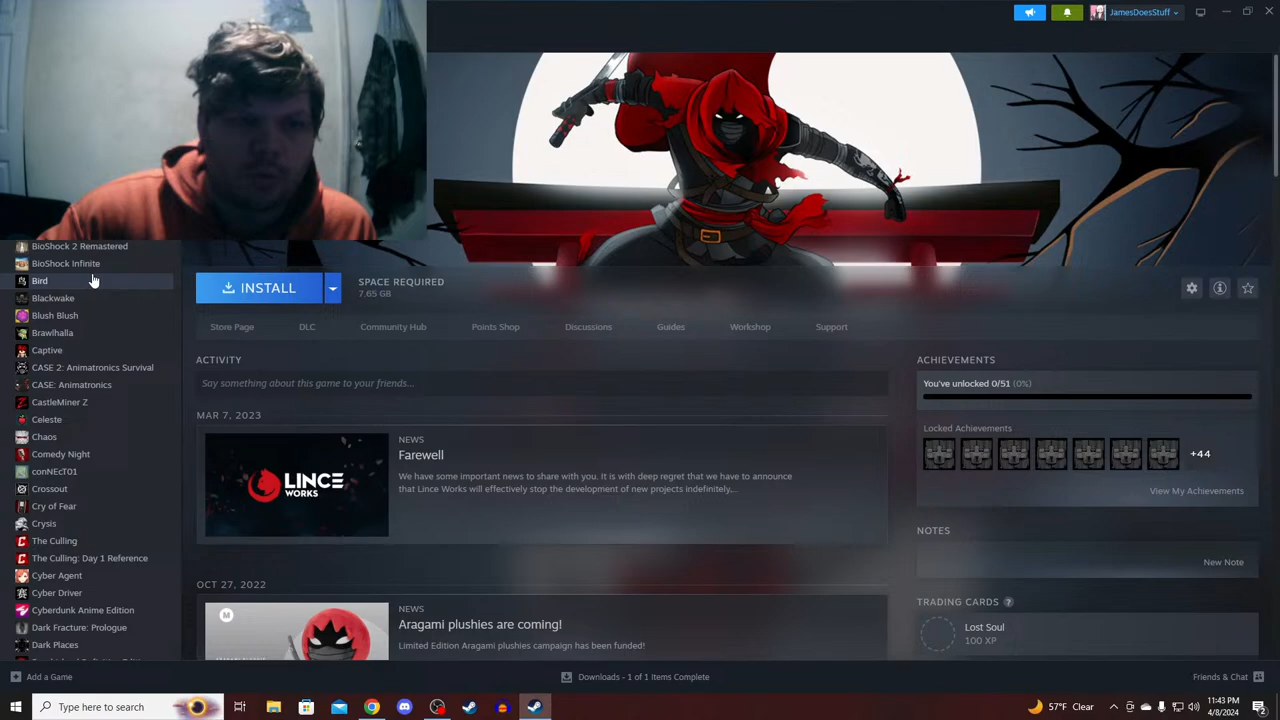 JamesDoesStuff
BioShock 2 Remastered
BioShock Infinite
Bird
Blackwake
Blush Blush
Brawlhalla
Captive
CASE 2: Animatronics Survival
CASE: Animatronics
CastleMiner Z
Celeste
Chaos
Comedy Night
conNEcT01
Crossout
Cry of Fear
Crysis
The Culling
The Culling: Day 1 Reference
Cyber Agent
Cyber Driver
Cyberdunk Anime Edition
Dark Fracture: Prologue
Dark Places
INSTALL
SPACE REQUIRED
7.65 GB
Store Page DLC Community Hub Points Shop Discussions Guides Workshop Support
ACTIVITY
Say something about this game to your friends...
MAR 7, 2023
LINCE WORKS
NEWS
Farewell
We have some important news to share with you. It is with deep regret that we have to announce
that Lince Works will effectively stop the development of new projects indefinitely,...
OCT 27, 2022
M
NEWS
Aragami plushies are coming!
Limited Edition Aragami plushies campaign has been funded!
ACHIEVEMENTS
You've unlocked 0/51 (0%)
Locked Achievements
+44
View My Achievements
NOTES
New Note
TRADING CARDS ?
Lost Soul
100 XP
Add a Game
Downloads - 1 of 1 Items Complete
Friends & Chat
Type here to search
57°F Clear
11:43 PM
4/8/2024
2